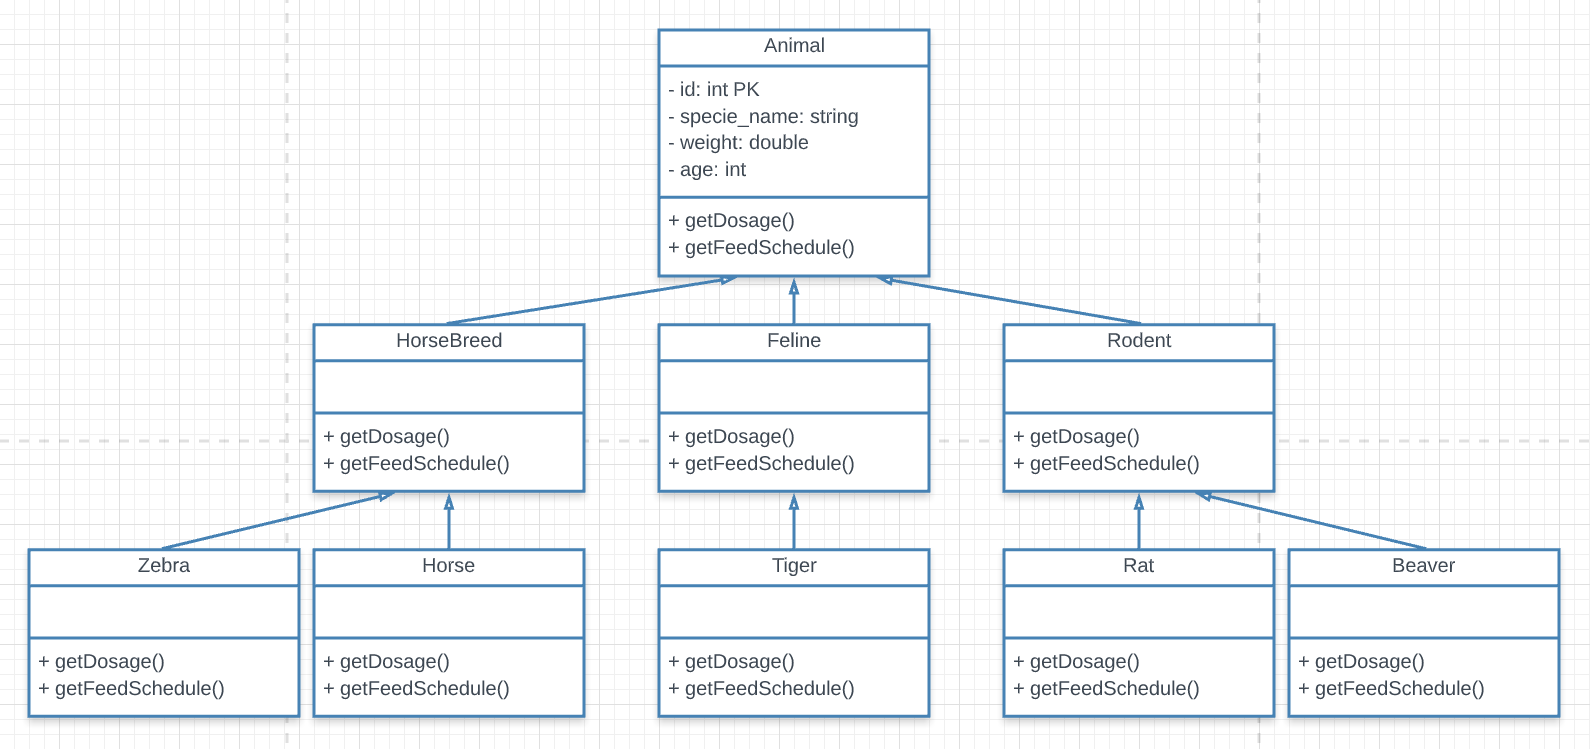 Animal
- id: int PK
- specie_name: string
- weight: double
- age: int
+ getDosage()
+ getFeedSchedule()
HorseBreed
+ getDosage()
+ getFeedSchedule()
Feline
+ getDosage()
+ getFeedSchedule()
Rodent
+ getDosage()
+ getFeedSchedule()
Zebra
+ getDosage()
+ getFeedSchedule()
Horse
+ getDosage()
+ getFeedSchedule()
Tiger
+ getDosage()
+ getFeedSchedule()
Rat
+ getDosage()
+ getFeedSchedule()
Beaver
+ getDosage()
+ getFeedSchedule()